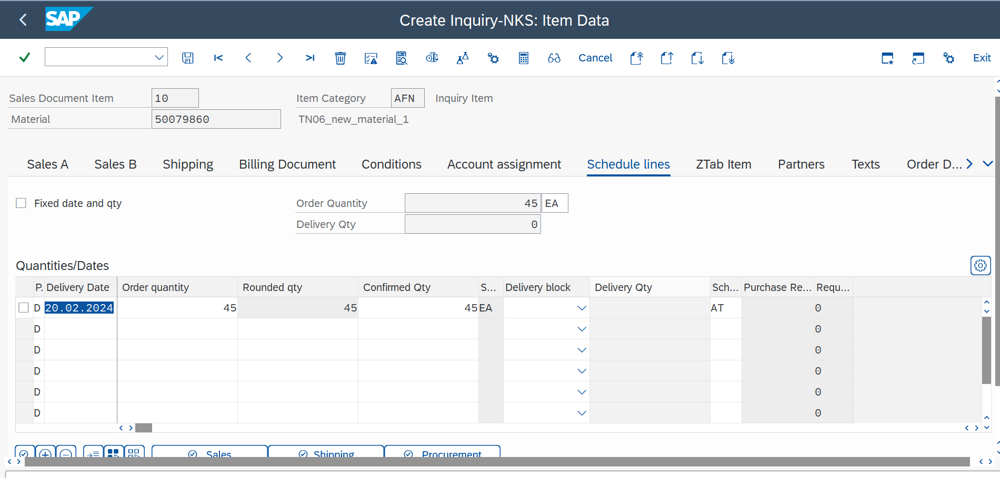 SAP
Create Inquiry-NKS: Item Data
Cancel
Exit
Sales Document Item 10 Item Category AFN Inquiry Item
Material 50079860 TN06_new_material_1
Sales A Sales B Shipping Billing Document Conditions Account assignment Schedule lines ZTab Item Partners Texts Order D...
Fixed date and qty Order Quantity 45 EA
Delivery Qty 0
Quantities/Dates
P. Delivery Date Order quantity Rounded qty Confirmed Qty S... Delivery block Delivery Qty Sch... Purchase Re... Requ...
D 20.02.2024 45 45 45 EA AT 0
D 0
D 0
D 0
D 0
D 0
Sales Shipping Procurement